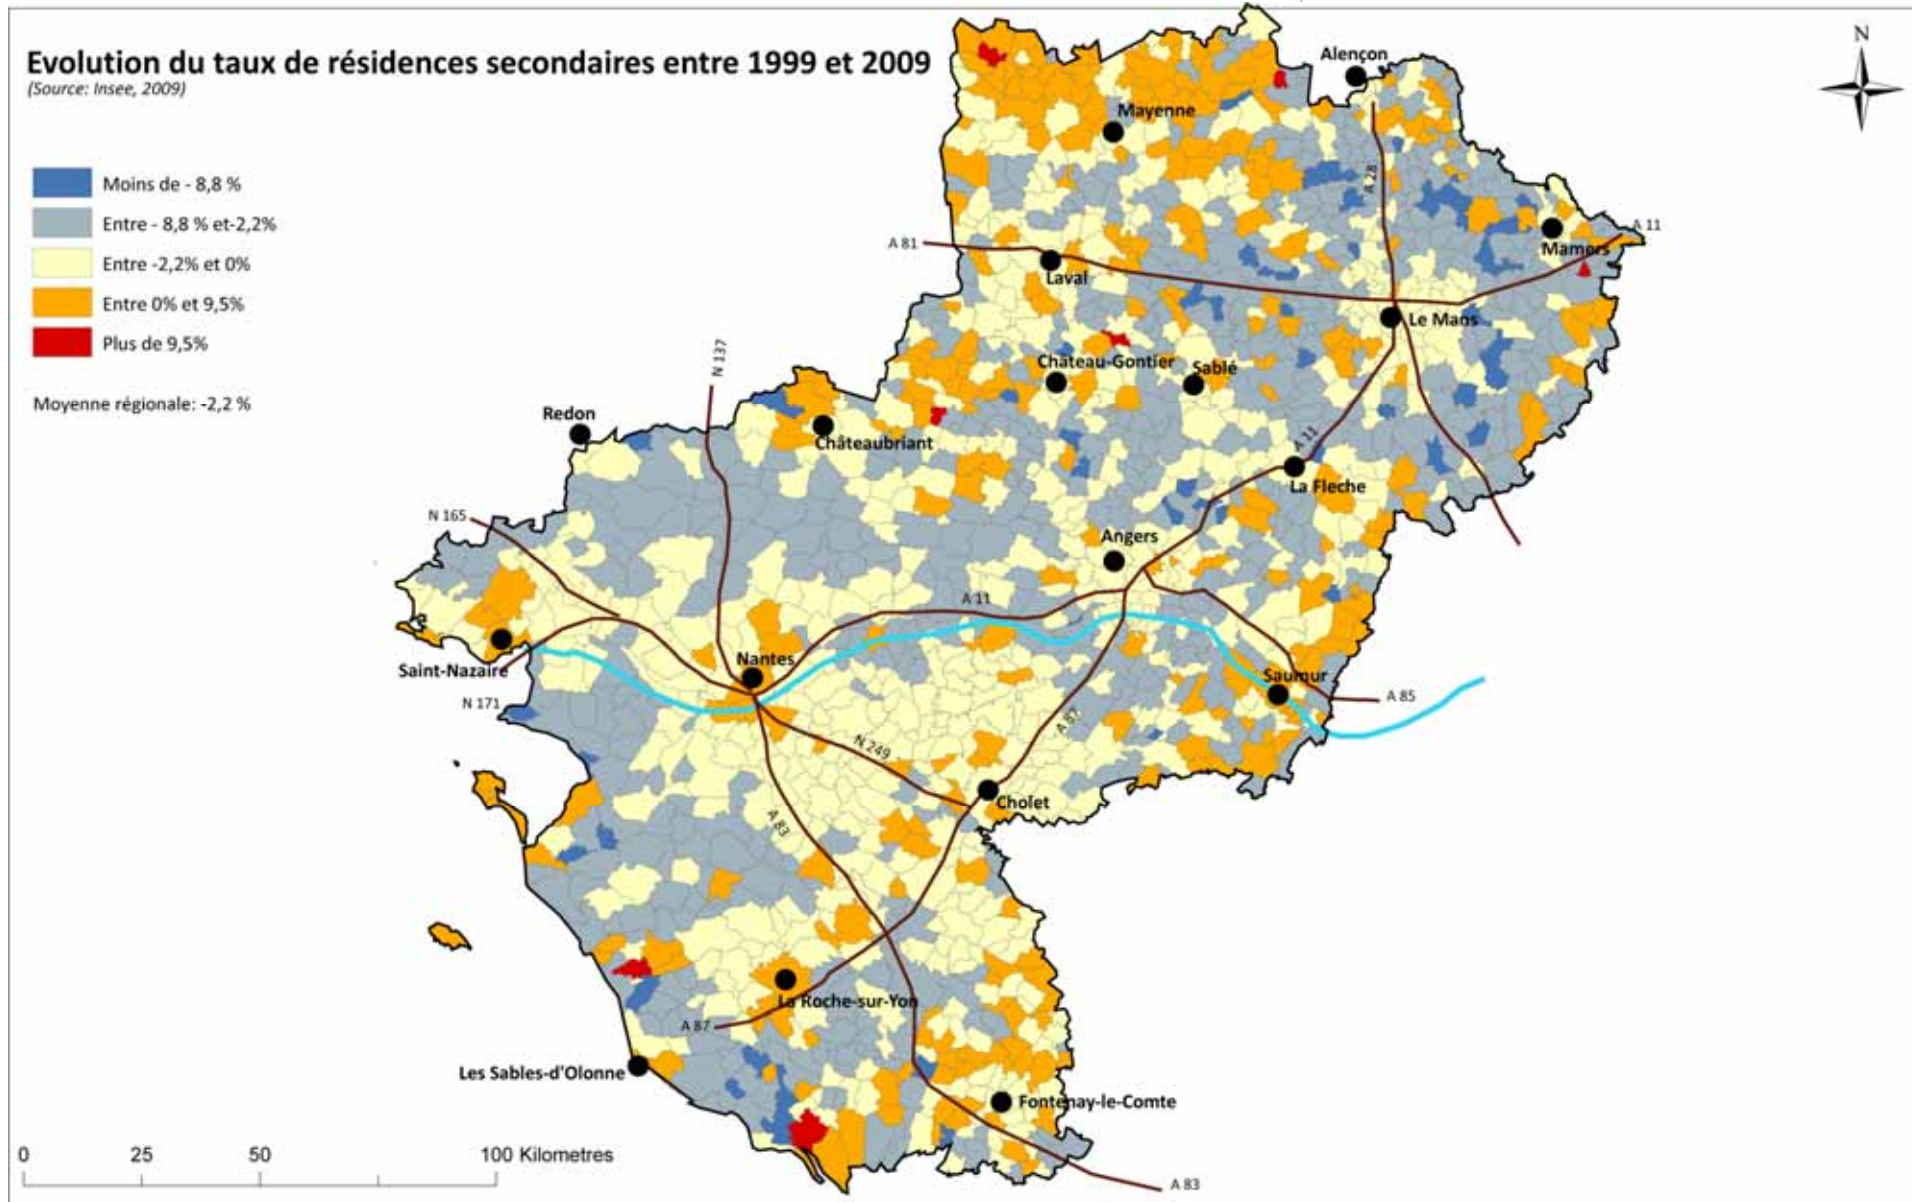 Evolution du taux de résidences secondaires entre 1999 et 2009
(Source: Insee, 2009)
N
Moins de - 8,8 %
Entre - 8,8 % et-2,2%
Entre -2,2% et 0%
Entre 0% et 9,5%
Plus de 9,5%
Moyenne régionale: -2,2 %
Alençon
Mayenne
A 28
A 11
Mamers
A 81
Laval
Le Mans
N 137
Château-Gontier
Sablé
Redon
Châteaubriant
A 11
La Fleche
N 165
Angers
A 11
Saint-Nazaire
Nantes
Saumur
N 171
A 85
A 87
N 249
Cholet
A 83
La Roche-sur-Yon
A 87
Les Sables-d'Olonne
Fontenay-le-Comte
0 25 50 100 Kilometres
A 83